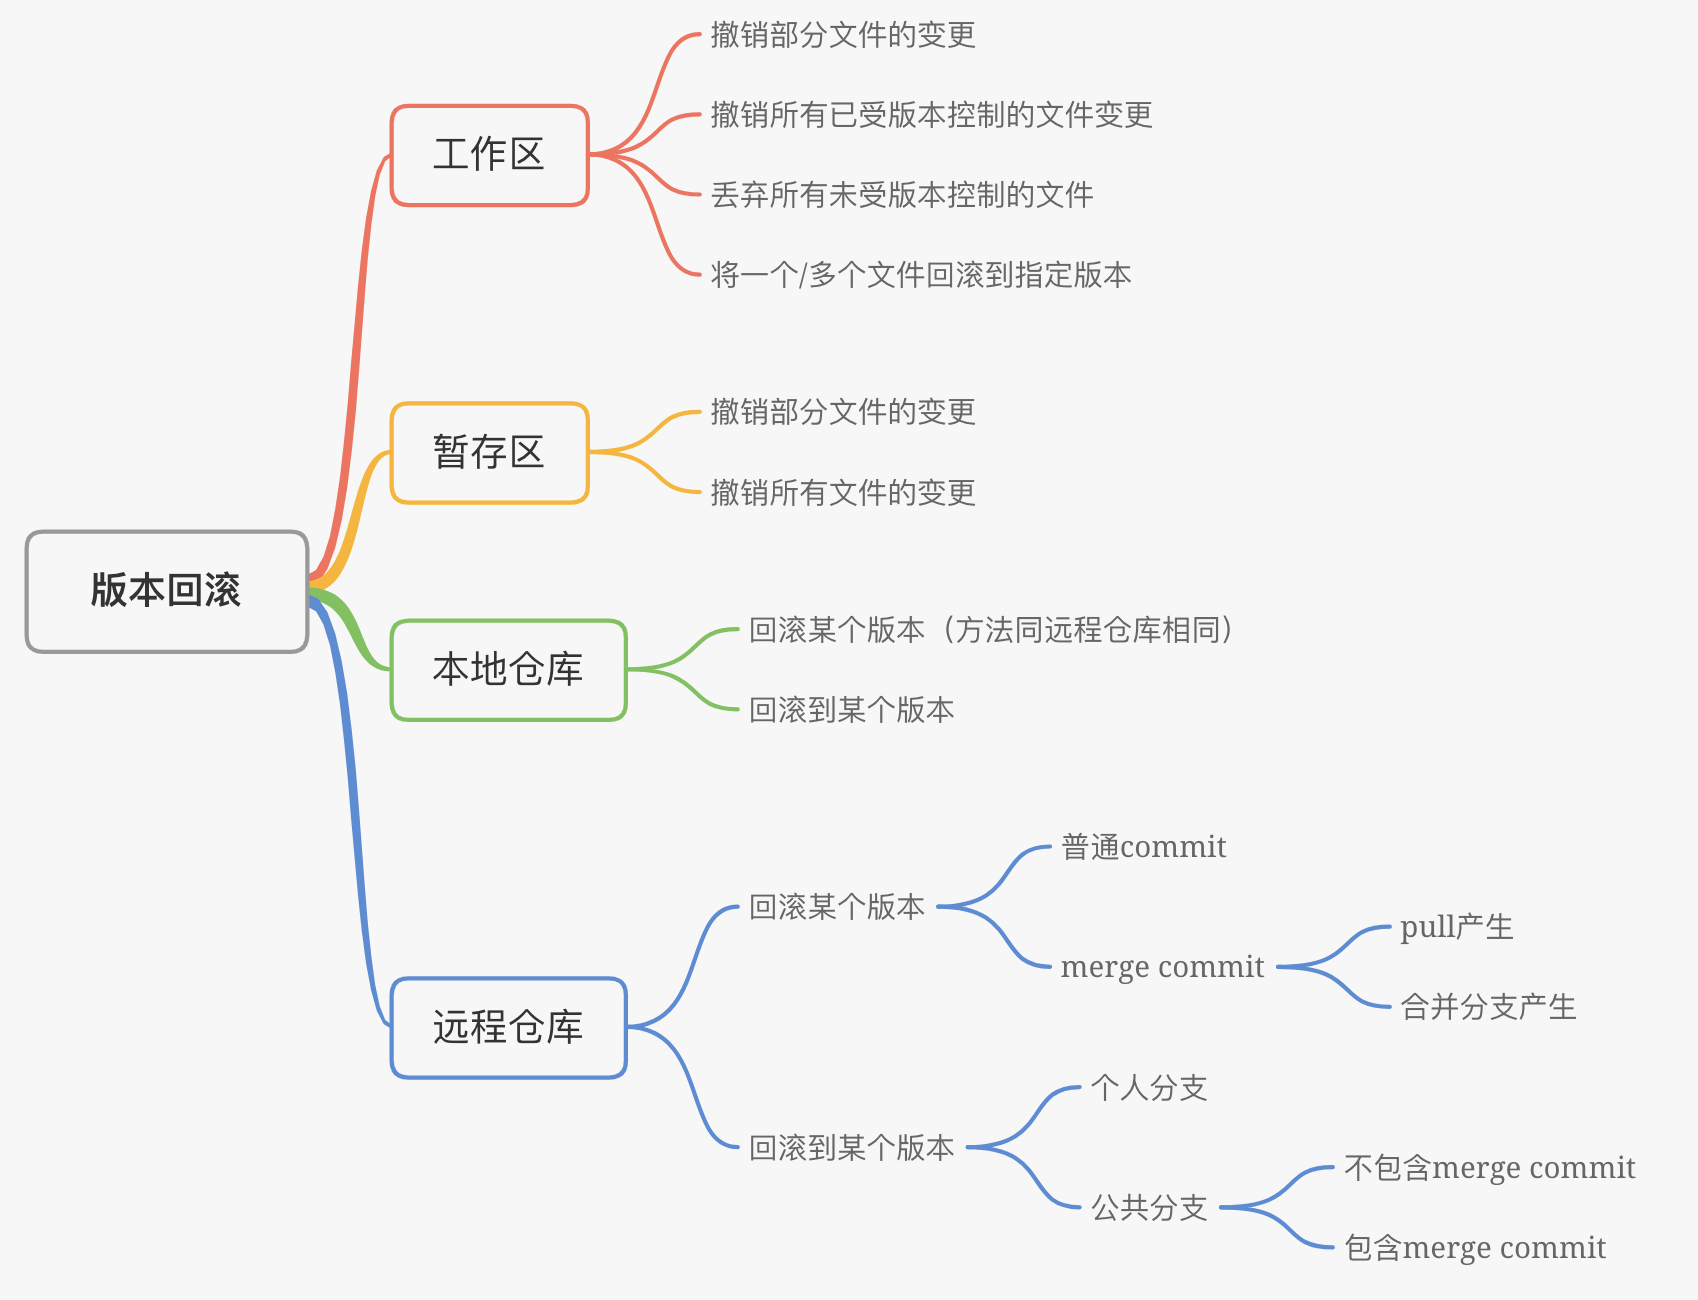 版本回滚
工作区
撤销部分文件的变更
撤销所有已受版本控制的文件变更
丢弃所有未受版本控制的文件
将一个/多个文件回滚到指定版本
暂存区
撤销部分文件的变更
撤销所有文件的变更
本地仓库
回滚某个版本（方法同远程仓库相同）
回滚到某个版本
远程仓库
回滚某个版本
普通commit
merge commit
pull产生
合并分支产生
回滚到某个版本
个人分支
公共分支
不包含merge commit
包含merge commit